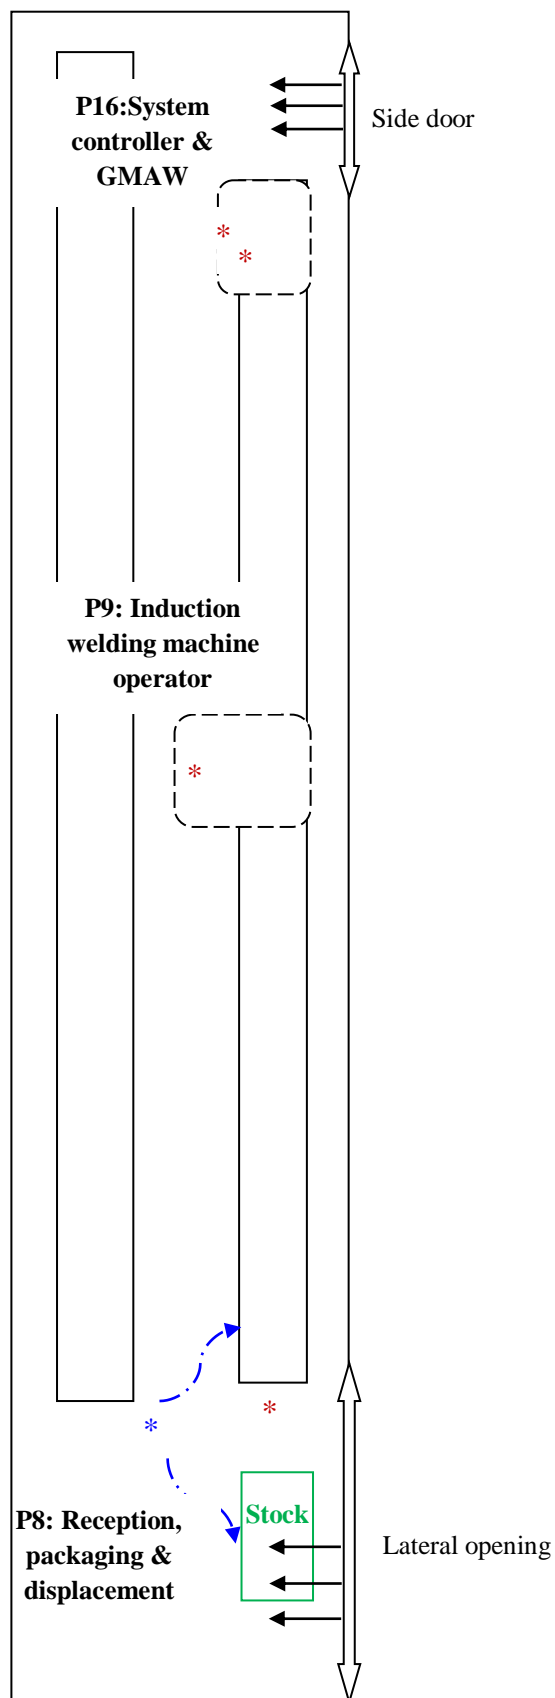 P16:System
controller &
GMAW
Side door
*
*
P9: Induction
welding machine
operator
*
*
*
Stock
P8: Reception,
packaging &
displacement
Lateral opening